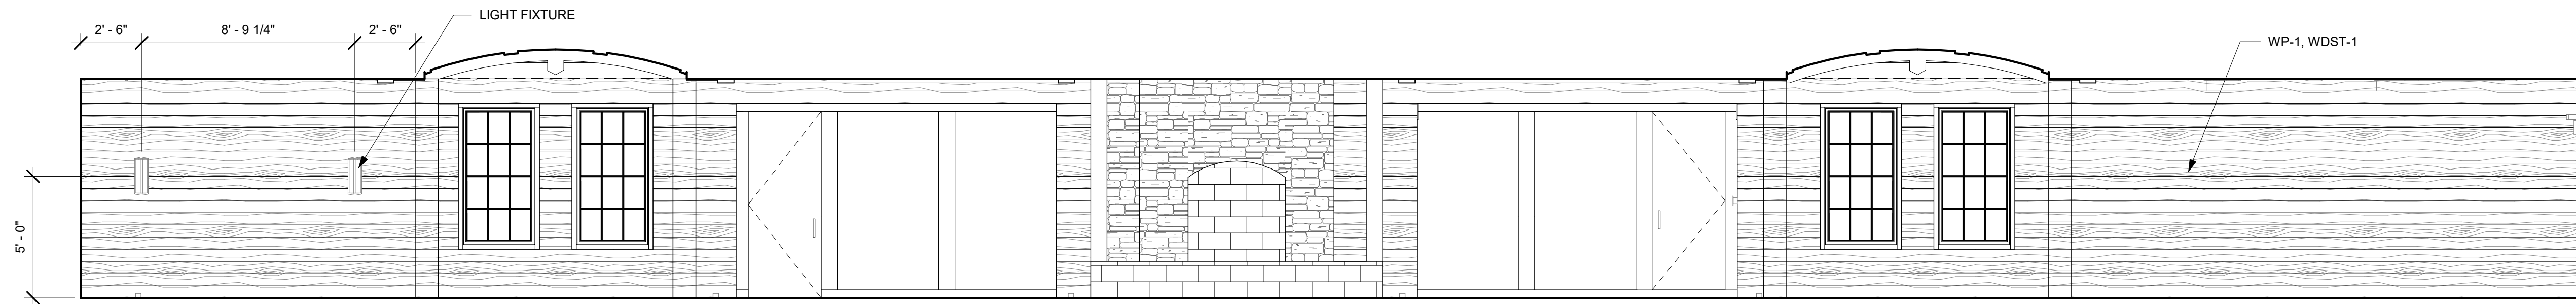 LIGHT FIXTURE
2' - 6"
8' - 9 1/4"
2' - 6"
WP-1, WDST-1
5' - 0"